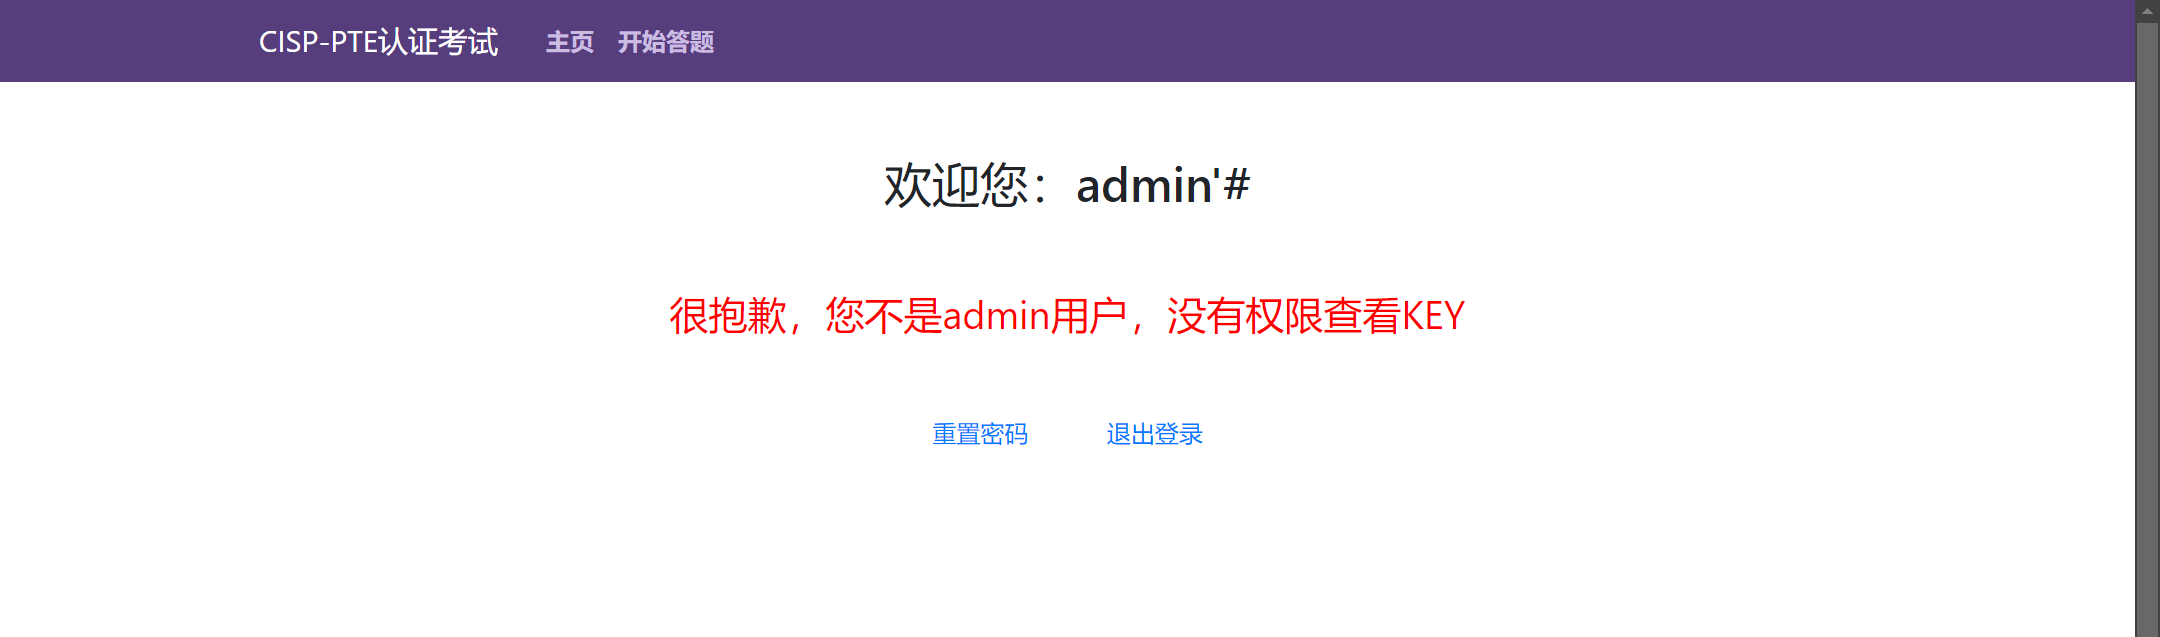 CISP-PTE认证考试 主页 开始答题
欢迎您：admin'#
很抱歉，您不是admin用户，没有权限查看KEY
重置密码 退出登录